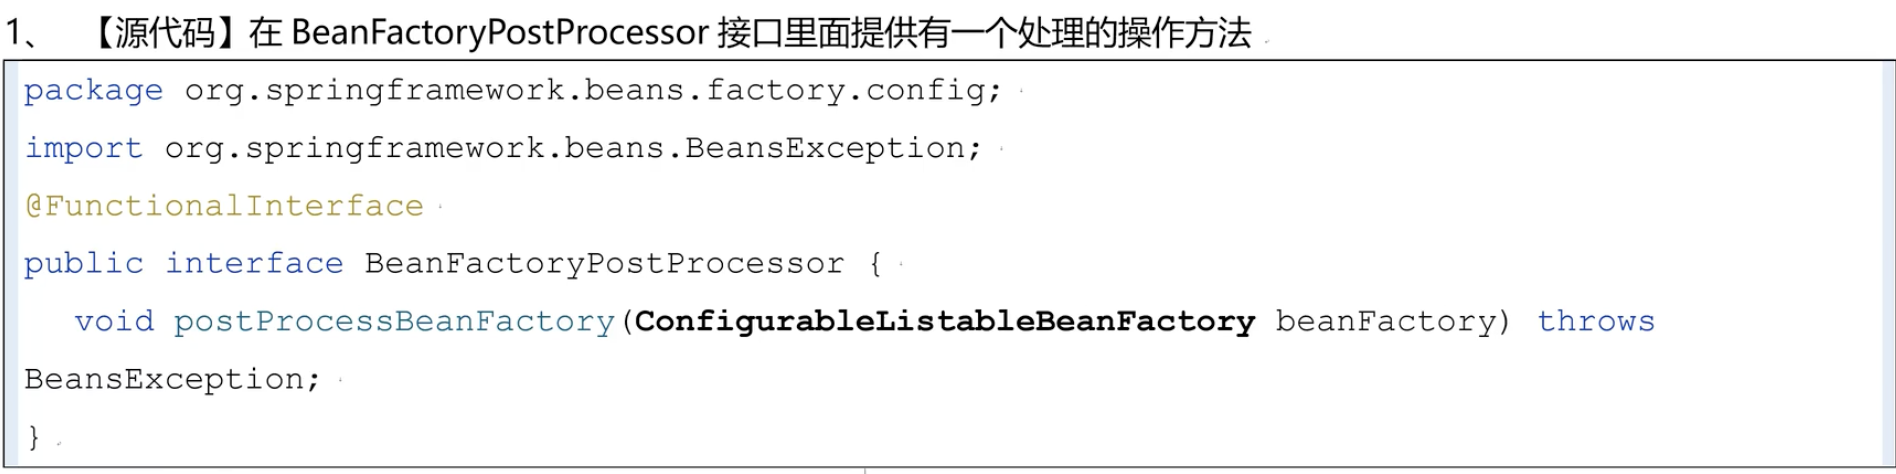 1、 【源代码】在 BeanFactoryPostProcessor 接口里面提供有一个处理的操作方法
package org.springframework.beans.factory.config;
import org.springframework.beans.BeansException;
@FunctionalInterface
public interface BeanFactoryPostProcessor {
void postProcessBeanFactory(ConfigurableListableBeanFactory beanFactory) throws
BeansException;
}